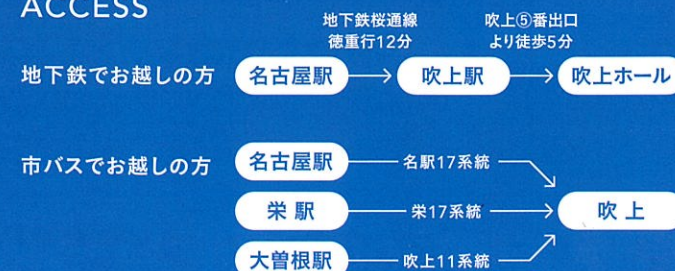 ACCESS
地下鉄桜通線
徳重行12分
吹上⑤番出口
より徒歩5分
地下鉄でお越しの方 名古屋駅 吹上駅 吹上ホール
市バスでお越しの方 名古屋駅 名駅17系統
栄 駅 栄17系統 吹 上
大曽根駅 吹上11系統